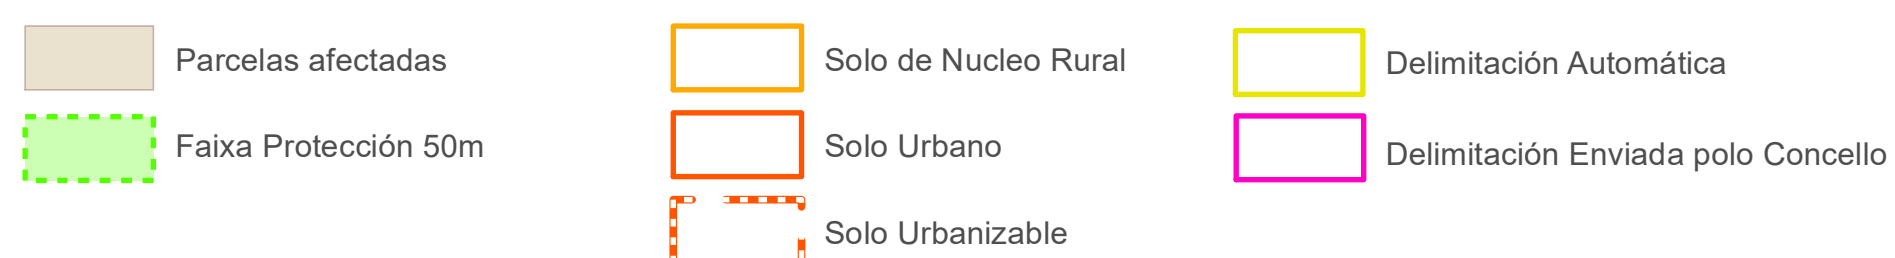 Parcelas afectadas
Faixa Protección 50m
Solo de Nucleo Rural
Solo Urbano
Solo Urbanizable
Delimitación Automática
Delimitación Enviada polo Concello